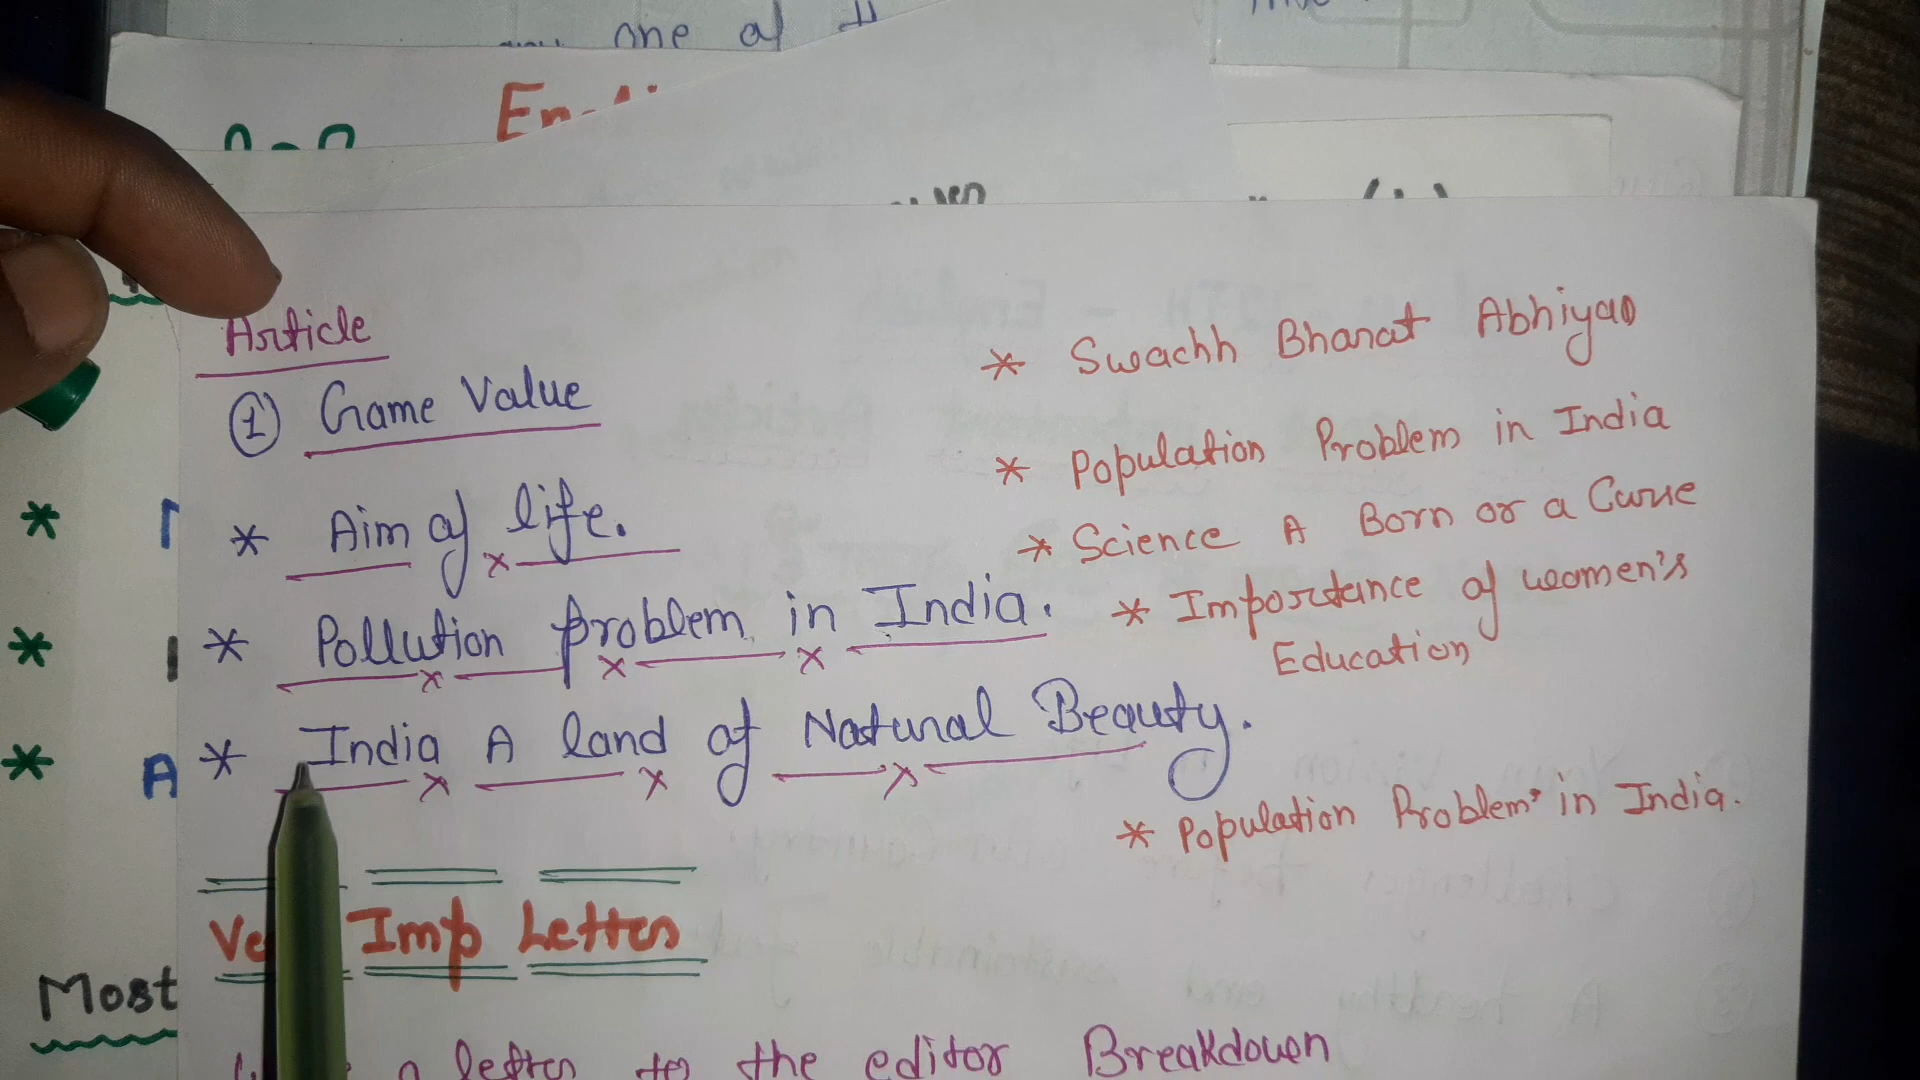 one of
Article
① Game Value
* Aim of life.
* Pollution problem in India.
* India A land of Natural Beauty.
* Swachh Bharat Abhiyan
* Population Problem in India
* Science A Born or a Curse
* Importance of women's
Education
* Population Problem in India.
Imp Letters
Most
a letter to the editor Breakdown